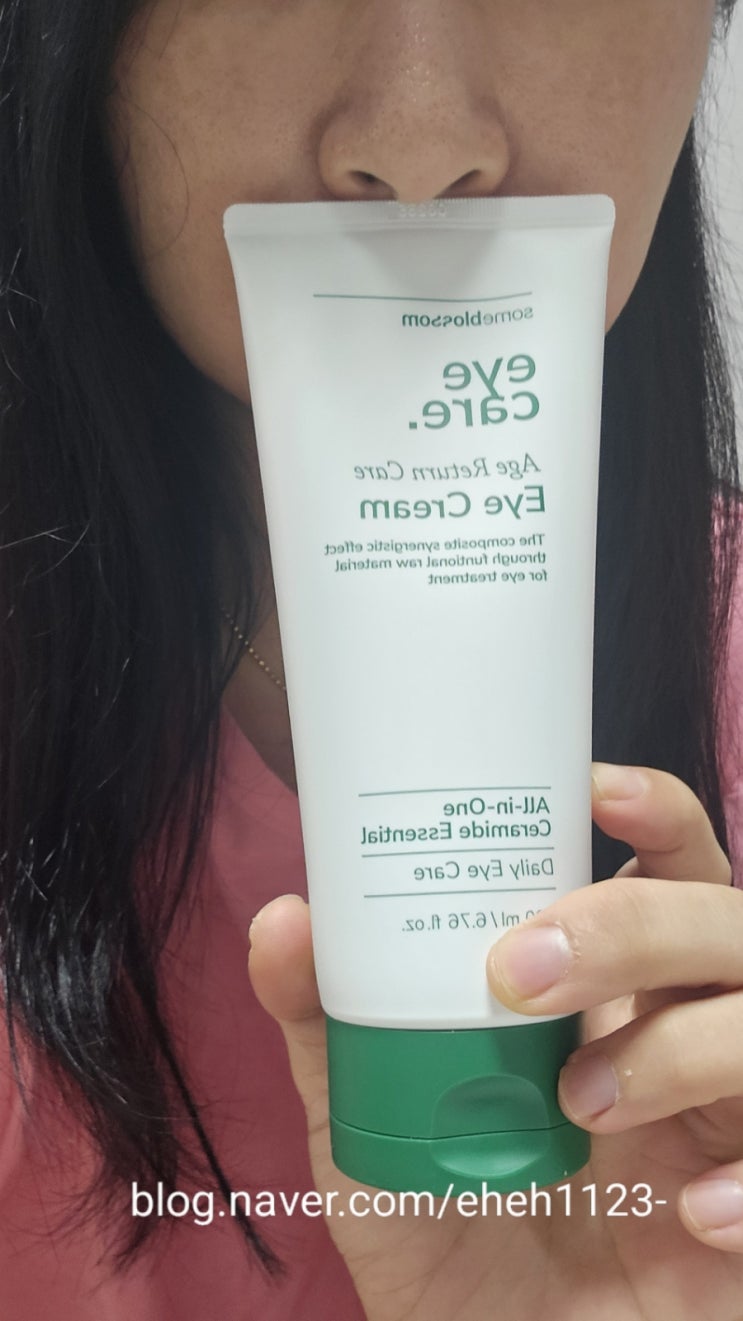 someblossom
eye
care.
Age Return Care
Eye Cream
The composite synergistic effect
through funtional raw material
for eye treatment
All-in-One
Ceramide Essential
Daily Eye Care
ml / 6.76 fl.oz.
blog.naver.com/eheh1123-